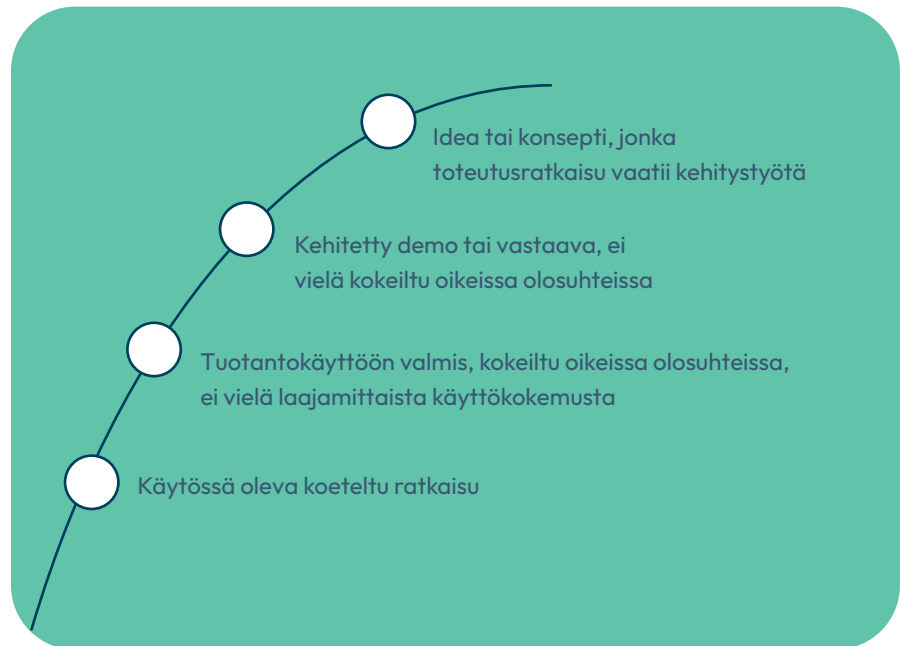 Idea tai konsepti, jonka
toteutusratkaisu vaatii kehitystyötä
Kehitetty demo tai vastaava, ei
vielä kokeiltu oikeissa olosuhteissa
Tuotantokäyttöön valmis, kokeiltu oikeissa olosuhteissa,
ei vielä laajamittaista käyttökokemusta
Käytössä oleva koeteltu ratkaisu